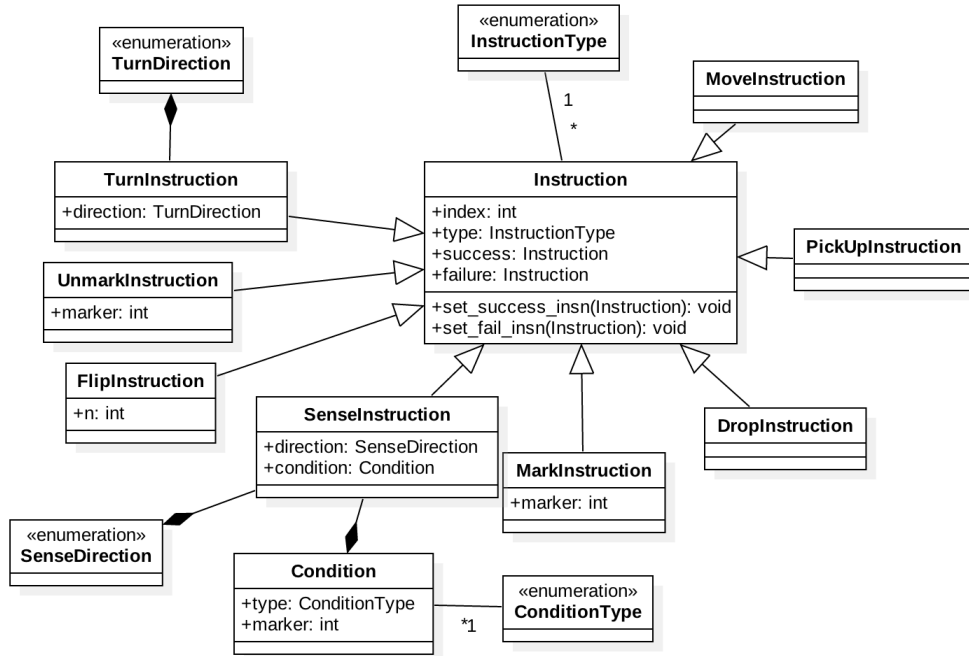 «enumeration»
InstructionType
«enumeration»
TurnDirection
MoveInstruction
1
*
TurnInstruction
+direction: TurnDirection
Instruction
+index: int
+type: InstructionType
+success: Instruction
+failure: Instruction
+set_success_insn(Instruction): void
+set_fail_insn(Instruction): void
PickUpInstruction
UnmarkInstruction
+marker: int
FlipInstruction
+n: int
SenseInstruction
+direction: SenseDirection
+condition: Condition
DropInstruction
MarkInstruction
+marker: int
«enumeration»
SenseDirection
Condition
+type: ConditionType
+marker: int
*1
«enumeration»
ConditionType